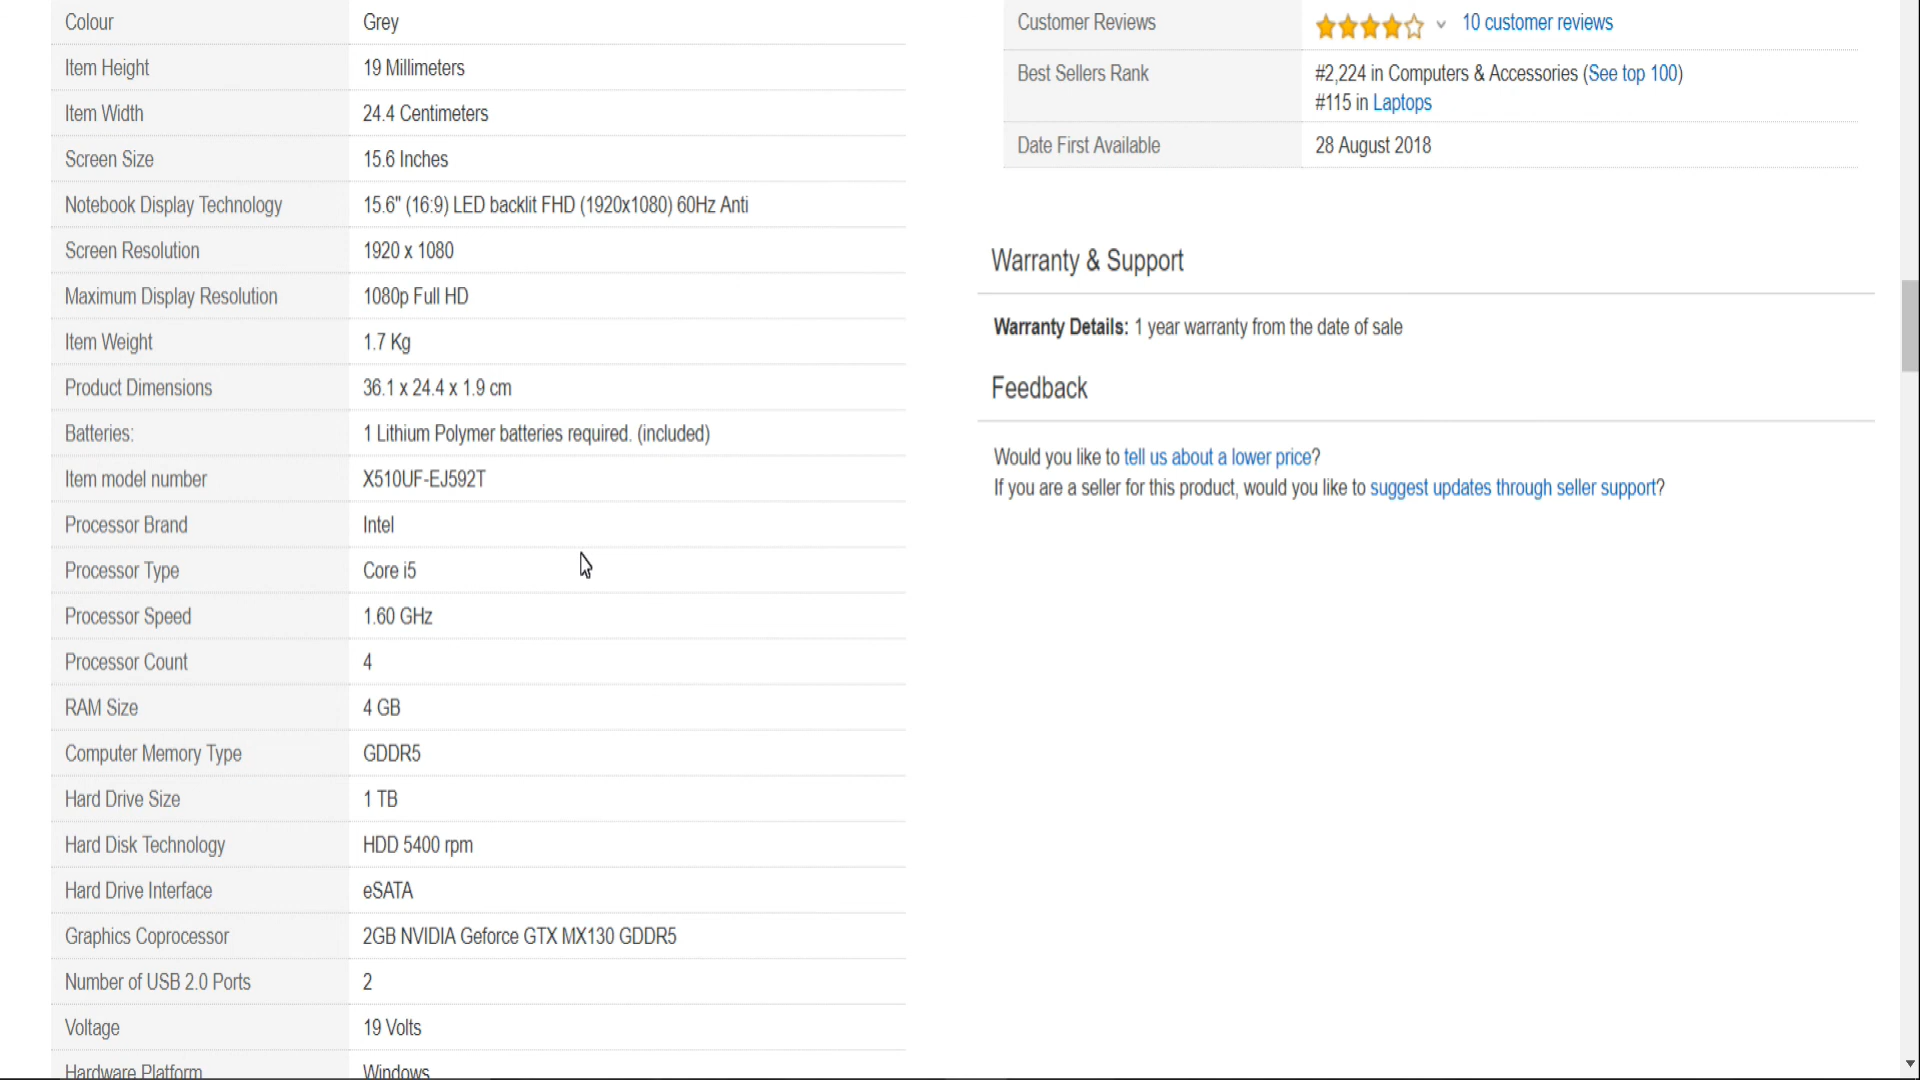 Colour Grey
Item Height 19 Millimeters
Item Width 24.4 Centimeters
Screen Size 15.6 Inches
Notebook Display Technology 15.6" (16:9) LED backlit FHD (1920x1080) 60Hz Anti
Screen Resolution 1920 x 1080
Maximum Display Resolution 1080p Full HD
Item Weight 1.7 Kg
Product Dimensions 36.1 x 24.4 x 1.9 cm
Batteries: 1 Lithium Polymer batteries required. (included)
Item model number X510UF-EJ592T
Processor Brand Intel
Processor Type Core i5
Processor Speed 1.60 GHz
Processor Count 4
RAM Size 4 GB
Computer Memory Type GDDR5
Hard Drive Size 1 TB
Hard Disk Technology HDD 5400 rpm
Hard Drive Interface eSATA
Graphics Coprocessor 2GB NVIDIA Geforce GTX MX130 GDDR5
Number of USB 2.0 Ports 2
Voltage 19 Volts
Hardware Platform Windows
Customer Reviews 10 customer reviews
Best Sellers Rank #2,224 in Computers & Accessories (See top 100)
#115 in Laptops
Date First Available 28 August 2018
Warranty & Support
Warranty Details: 1 year warranty from the date of sale
Feedback
Would you like to tell us about a lower price?
If you are a seller for this product, would you like to suggest updates through seller support?